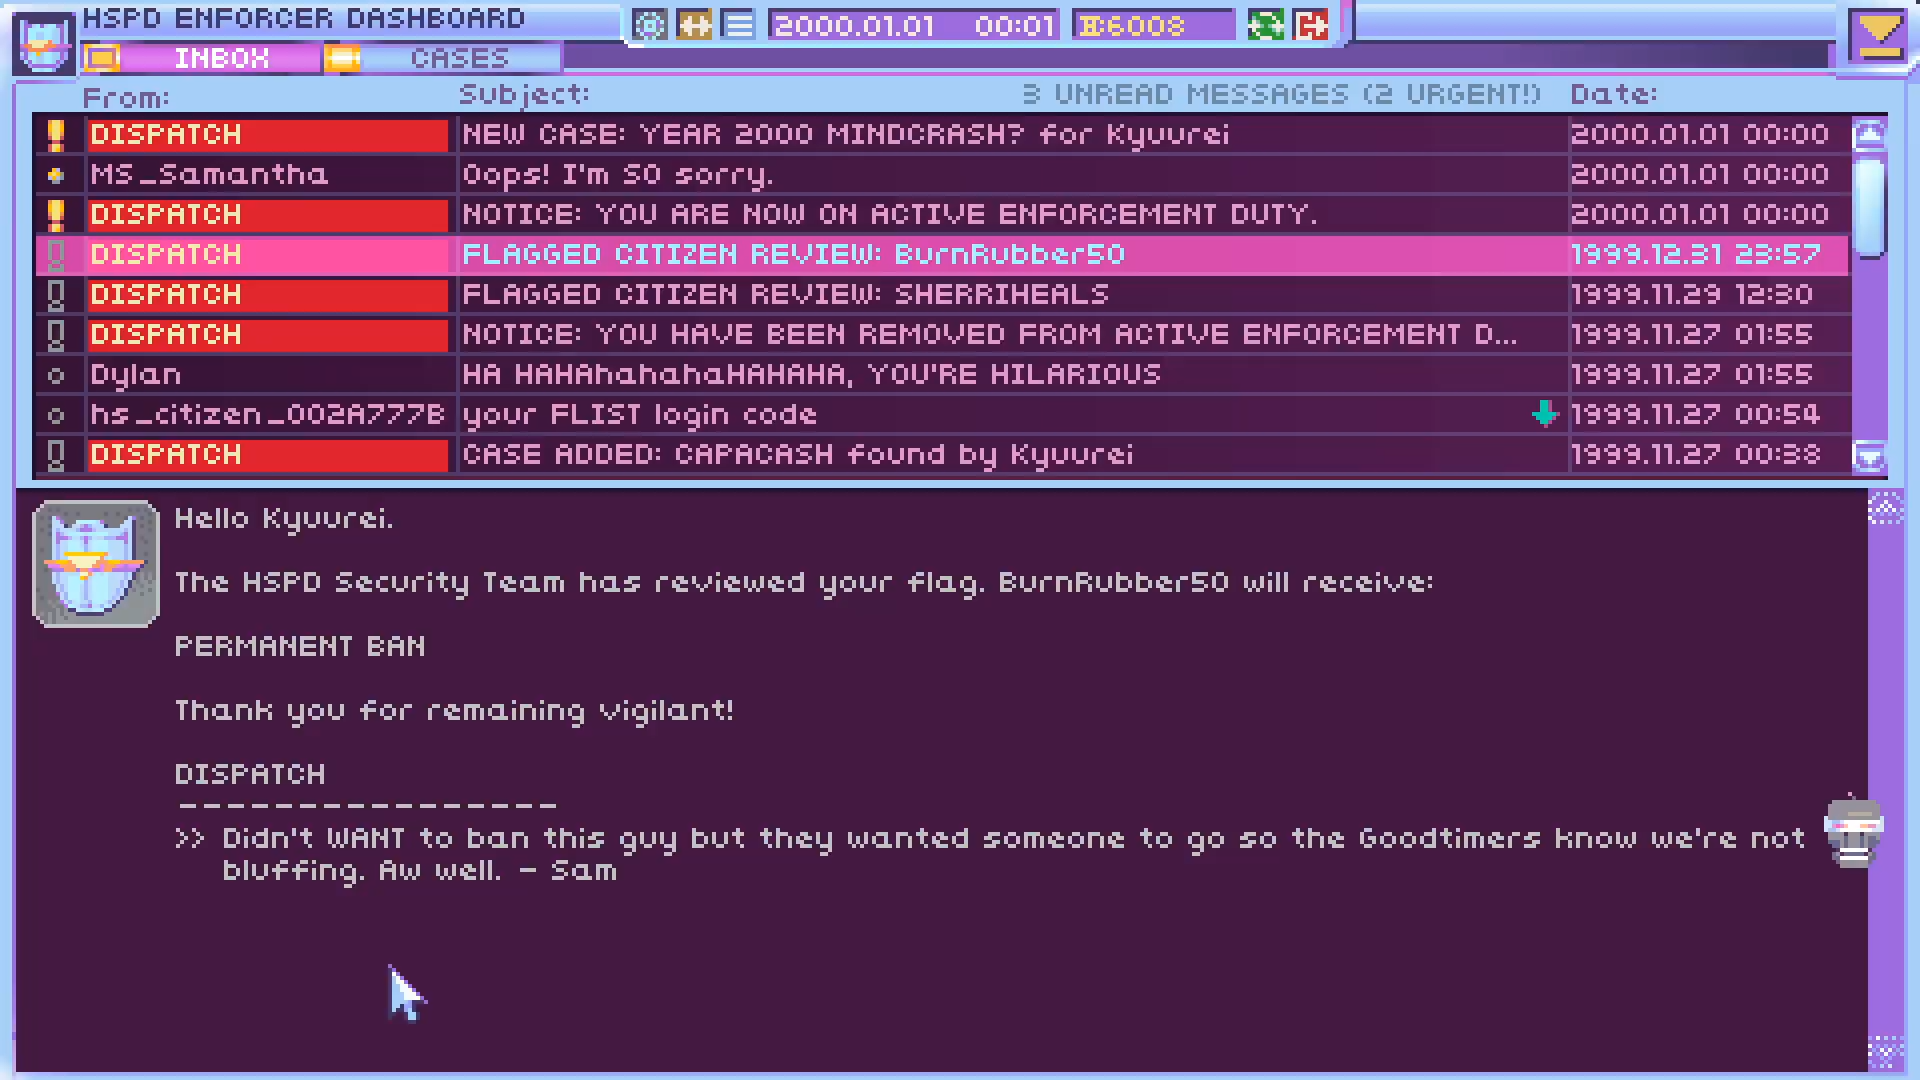 HSPD ENFORCER DASHBOARD
2000.01.01 00:01
6008
INBOX
CASES
From:
Subject:
3 UNREAD MESSAGES (2 URGENT!)
Date:
DISPATCH NEW CASE: YEAR 2000 MINDCRASH? for Kyuurei 2000.01.01 00:00
MS_Samantha Oops! I'm SO sorry. 2000.01.01 00:00
DISPATCH NOTICE: YOU ARE NOW ON ACTIVE ENFORCEMENT DUTY. 2000.01.01 00:00
DISPATCH FLAGGED CITIZEN REVIEW: BurnRubber50 1999.12.31 23:57
DISPATCH FLAGGED CITIZEN REVIEW: SHERRIHEALS 1999.11.29 12:30
DISPATCH NOTICE: YOU HAVE BEEN REMOVED FROM ACTIVE ENFORCEMENT D... 1999.11.27 01:55
Dylan HA HAHAhahahaHAHAHA, YOU'RE HILARIOUS 1999.11.27 01:55
hs_citizen_002A777B your FLIST login code 1999.11.27 00:54
DISPATCH CASE ADDED: CAPACASH found by Kyuurei 1999.11.27 00:38
Hello Kyuurei.
The HSPD Security Team has reviewed your flag. BurnRubber50 will receive:
PERMANENT BAN
Thank you for remaining vigilant!
DISPATCH
----------------
>> Didn't WANT to ban this guy but they wanted someone to go so the Goodtimers know we're not
bluffing. Aw well. - Sam